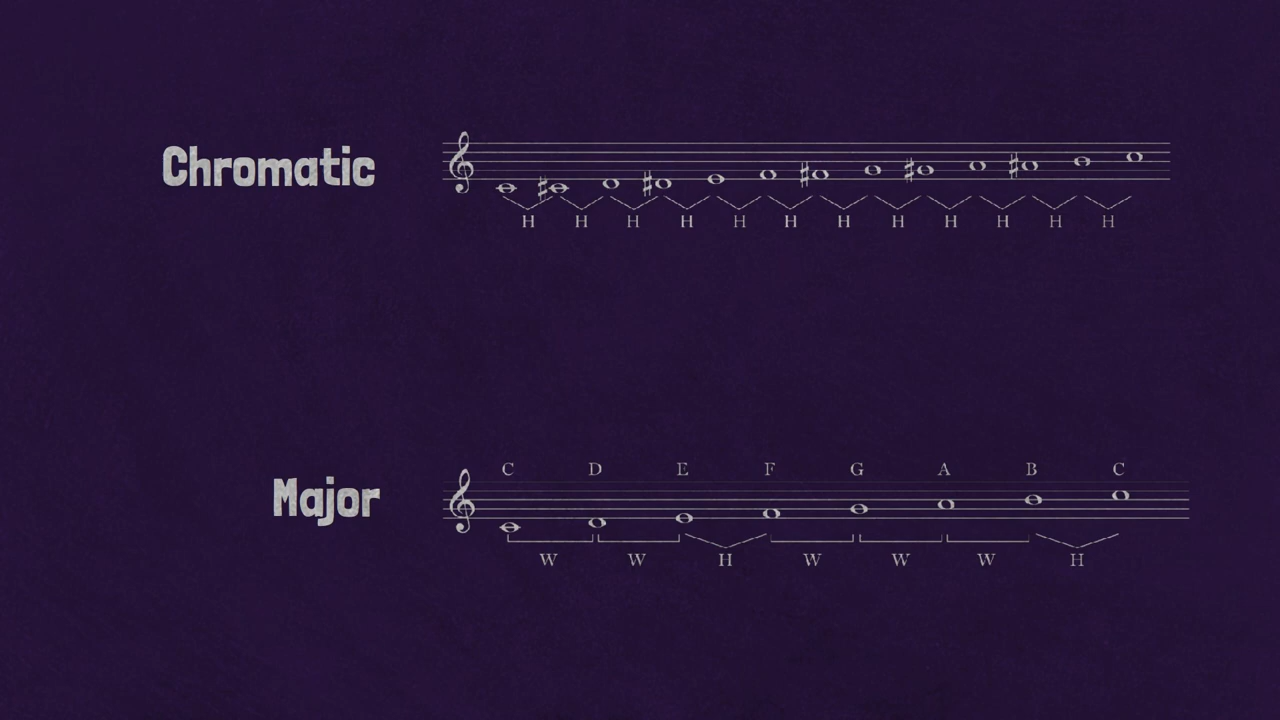 Chromatic
H H H H H H H H H H H H
C D E F G A B C
Major
W W H W W W H